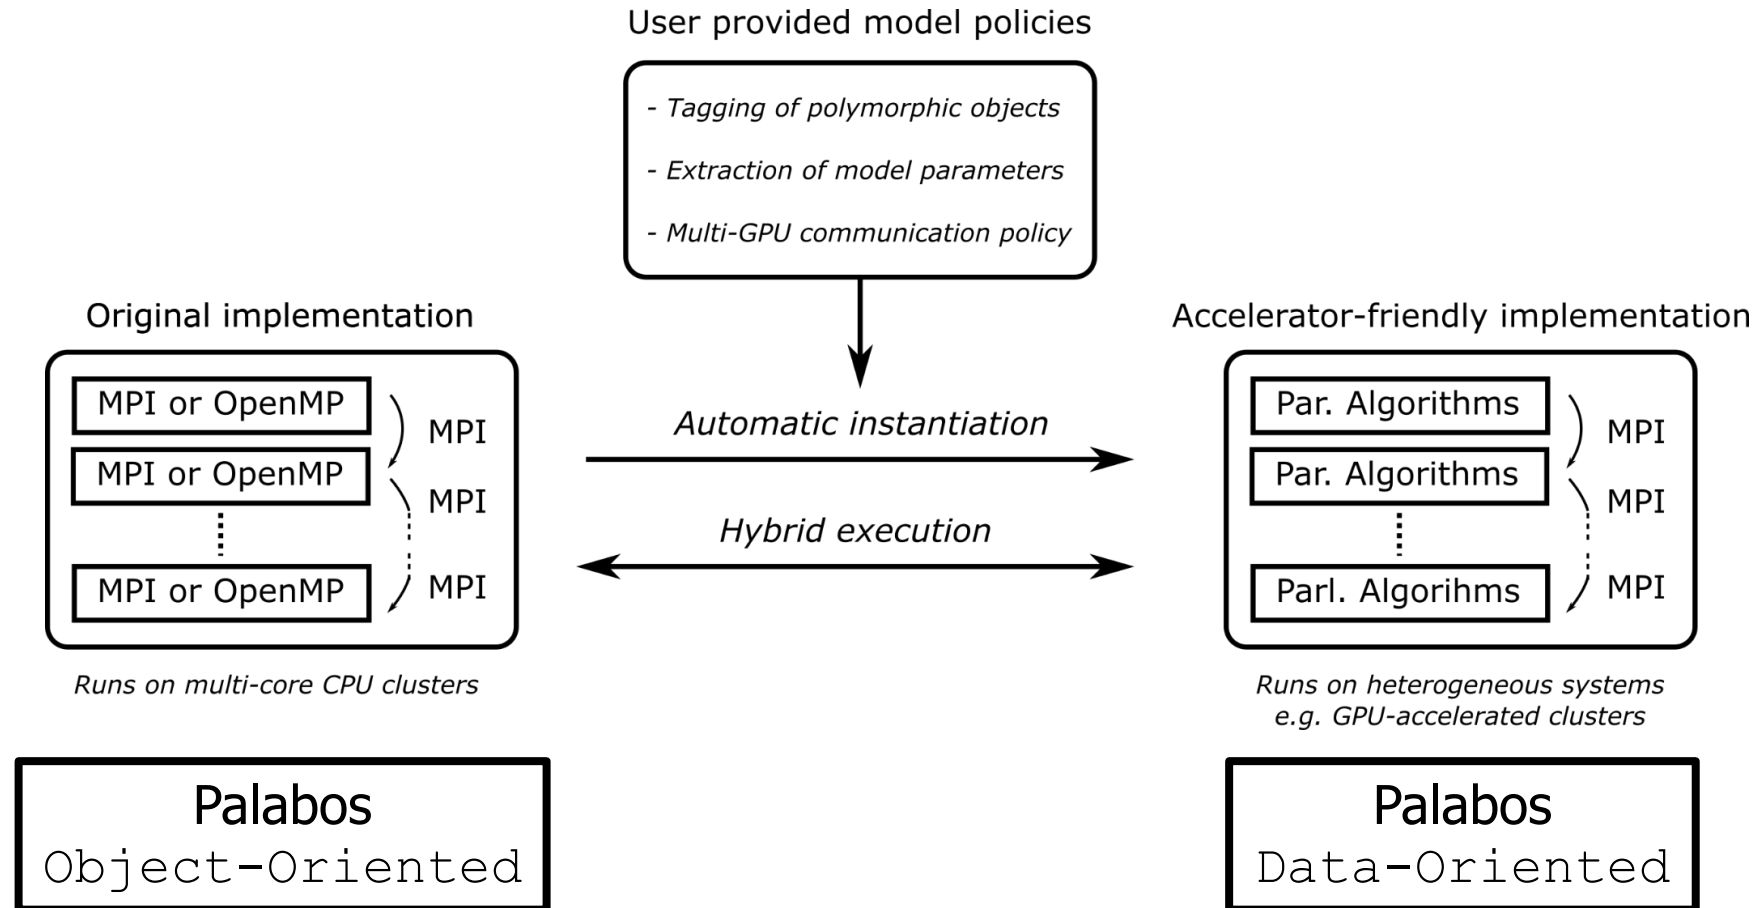 User provided model policies
- Tagging of polymorphic objects
- Extraction of model parameters
- Multi-GPU communication policy
Original implementation
MPI or OpenMP
MPI
MPI or OpenMP
MPI
MPI or OpenMP
MPI
Runs on multi-core CPU clusters
Automatic instantiation
Hybrid execution
Accelerator-friendly implementation
Par. Algorithms
MPI
Par. Algorithms
MPI
Parl. Algorihms
MPI
Runs on heterogeneous systems
e.g. GPU-accelerated clusters
Palabos
Object-Oriented
Palabos
Data-Oriented